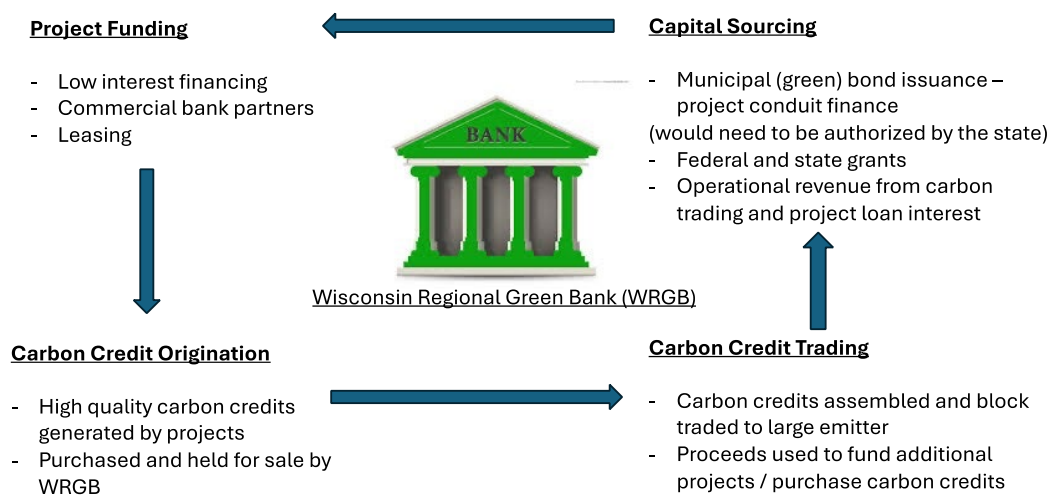 Project Funding
- Low interest financing
- Commercial bank partners
- Leasing
Capital Sourcing
- Municipal (green) bond issuance –
project conduit finance
(would need to be authorized by the state)
- Federal and state grants
- Operational revenue from carbon
trading and project loan interest
BANK
Wisconsin Regional Green Bank (WRGB)
Carbon Credit Origination
- High quality carbon credits
generated by projects
- Purchased and held for sale by
WRGB
Carbon Credit Trading
- Carbon credits assembled and block
traded to large emitter
- Proceeds used to fund additional
projects / purchase carbon credits